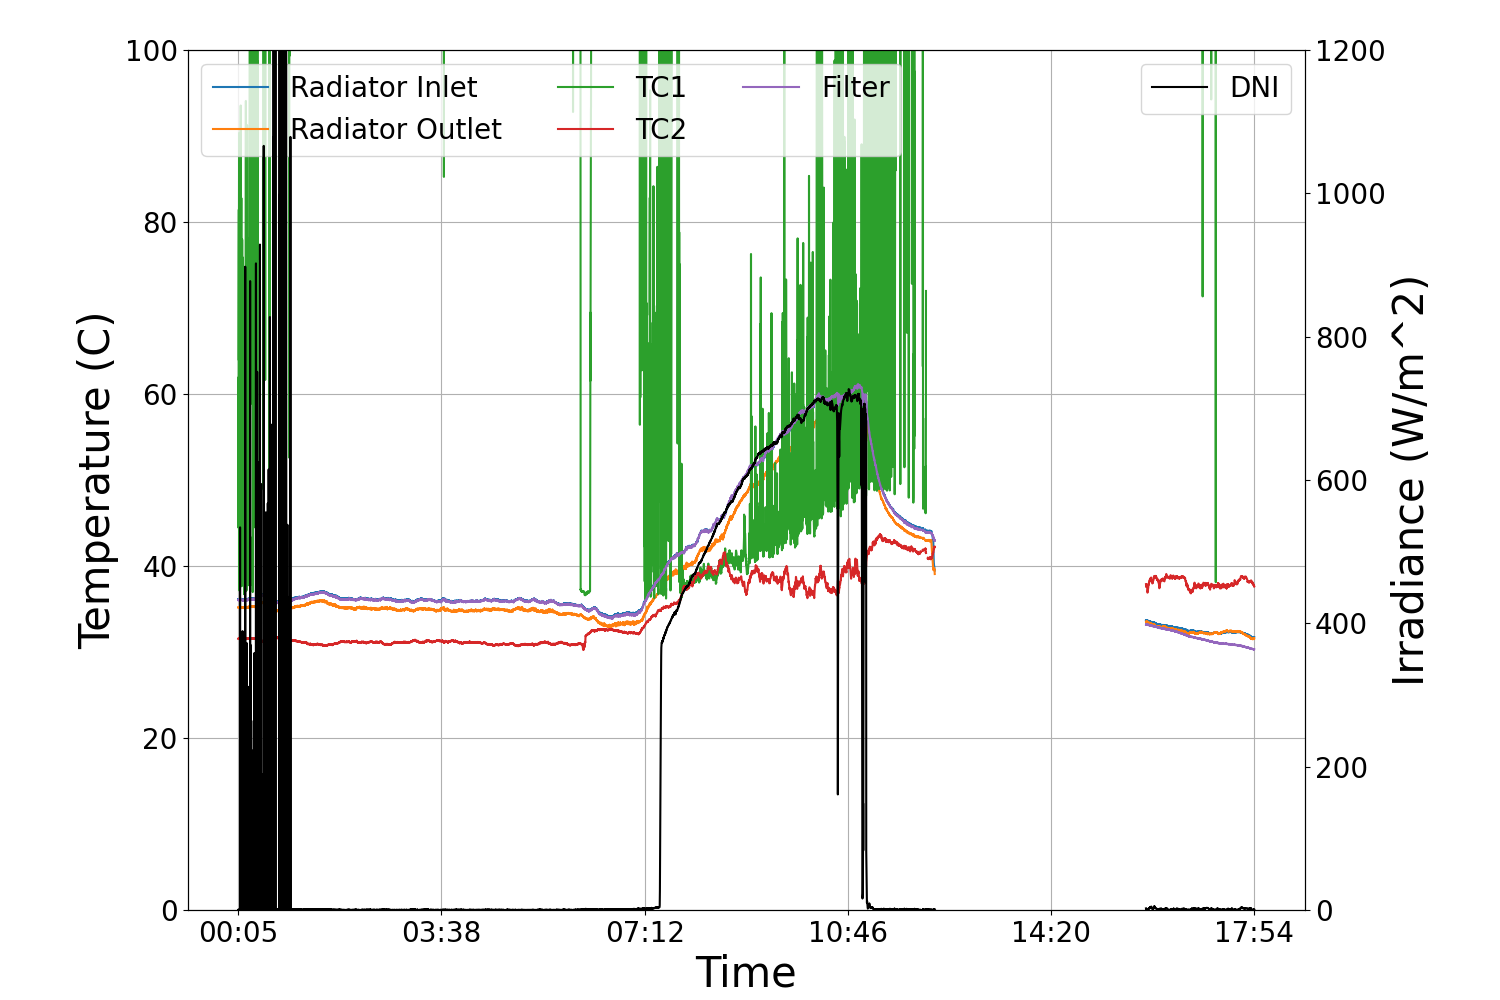 Radiator Inlet
Radiator Outlet
TC1
TC2
Filter
DNI
100
80
60
40
20
0
Temperature (C)
1200
1000
800
600
400
200
0
Irradiance (W/m^2)
00:05 03:38 07:12 10:46 14:20 17:54
Time